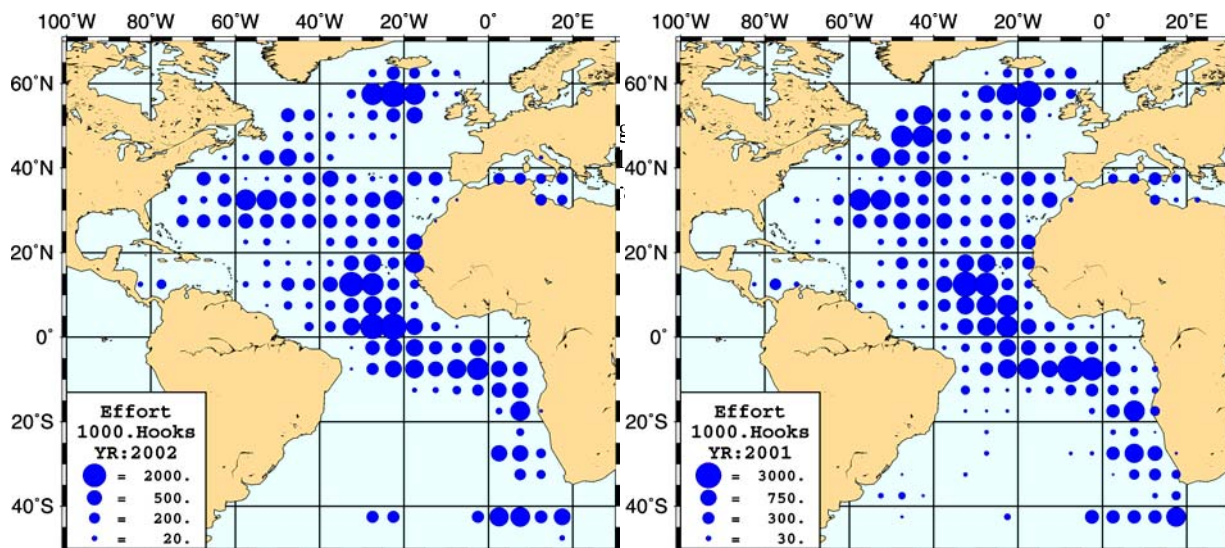 100°W 80°W 60°W 40°W 20°W 0° 20°E
60°N
40°N
20°N
0°
20°S
40°S
Effort
1000.Hooks
YR:2002
= 2000.
= 500.
= 200.
= 20.
100°W 80°W 60°W 40°W 20°W 0° 20°E
60°N
40°N
20°N
0°
20°S
40°S
Effort
1000.Hooks
YR:2001
= 3000.
= 750.
= 300.
= 30.